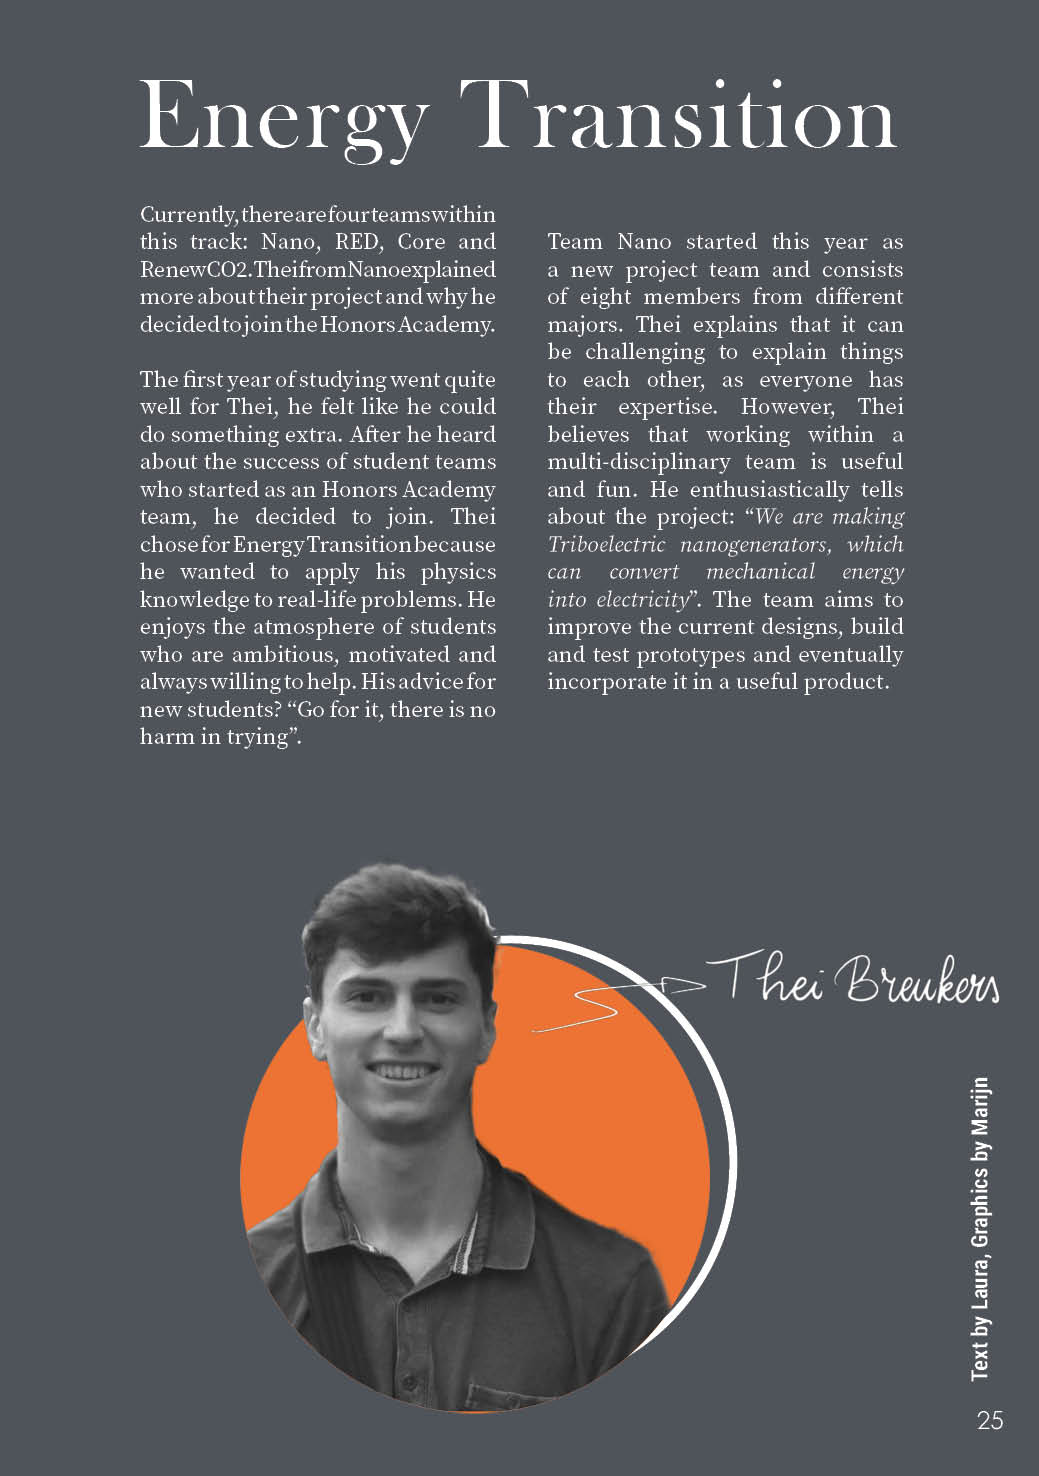 Energy Transition
Currently, there are four teams within
this track: Nano, RED, Core and
RenewCO2. Thei from Nano explained
more about their project and why he
decided to join the Honors Academy.
The first year of studying went quite
well for Thei, he felt like he could
do something extra. After he heard
about the success of student teams
who started as an Honors Academy
team, he decided to join. Thei
chose for Energy Transition because
he wanted to apply his physics
knowledge to real-life problems. He
enjoys the atmosphere of students
who are ambitious, motivated and
always willing to help. His advice for
new students? “Go for it, there is no
harm in trying”.
Team Nano started this year as
a new project team and consists
of eight members from different
majors. Thei explains that it can
be challenging to explain things
to each other, as everyone has
their expertise. However, Thei
believes that working within a
multi-disciplinary team is useful
and fun. He enthusiastically tells
about the project: “We are making
Triboelectric nanogenerators, which
can convert mechanical energy
into electricity”. The team aims to
improve the current designs, build
and test prototypes and eventually
incorporate it in a useful product.
Thei Breukers
Text by Laura, Graphics by Marijn
25